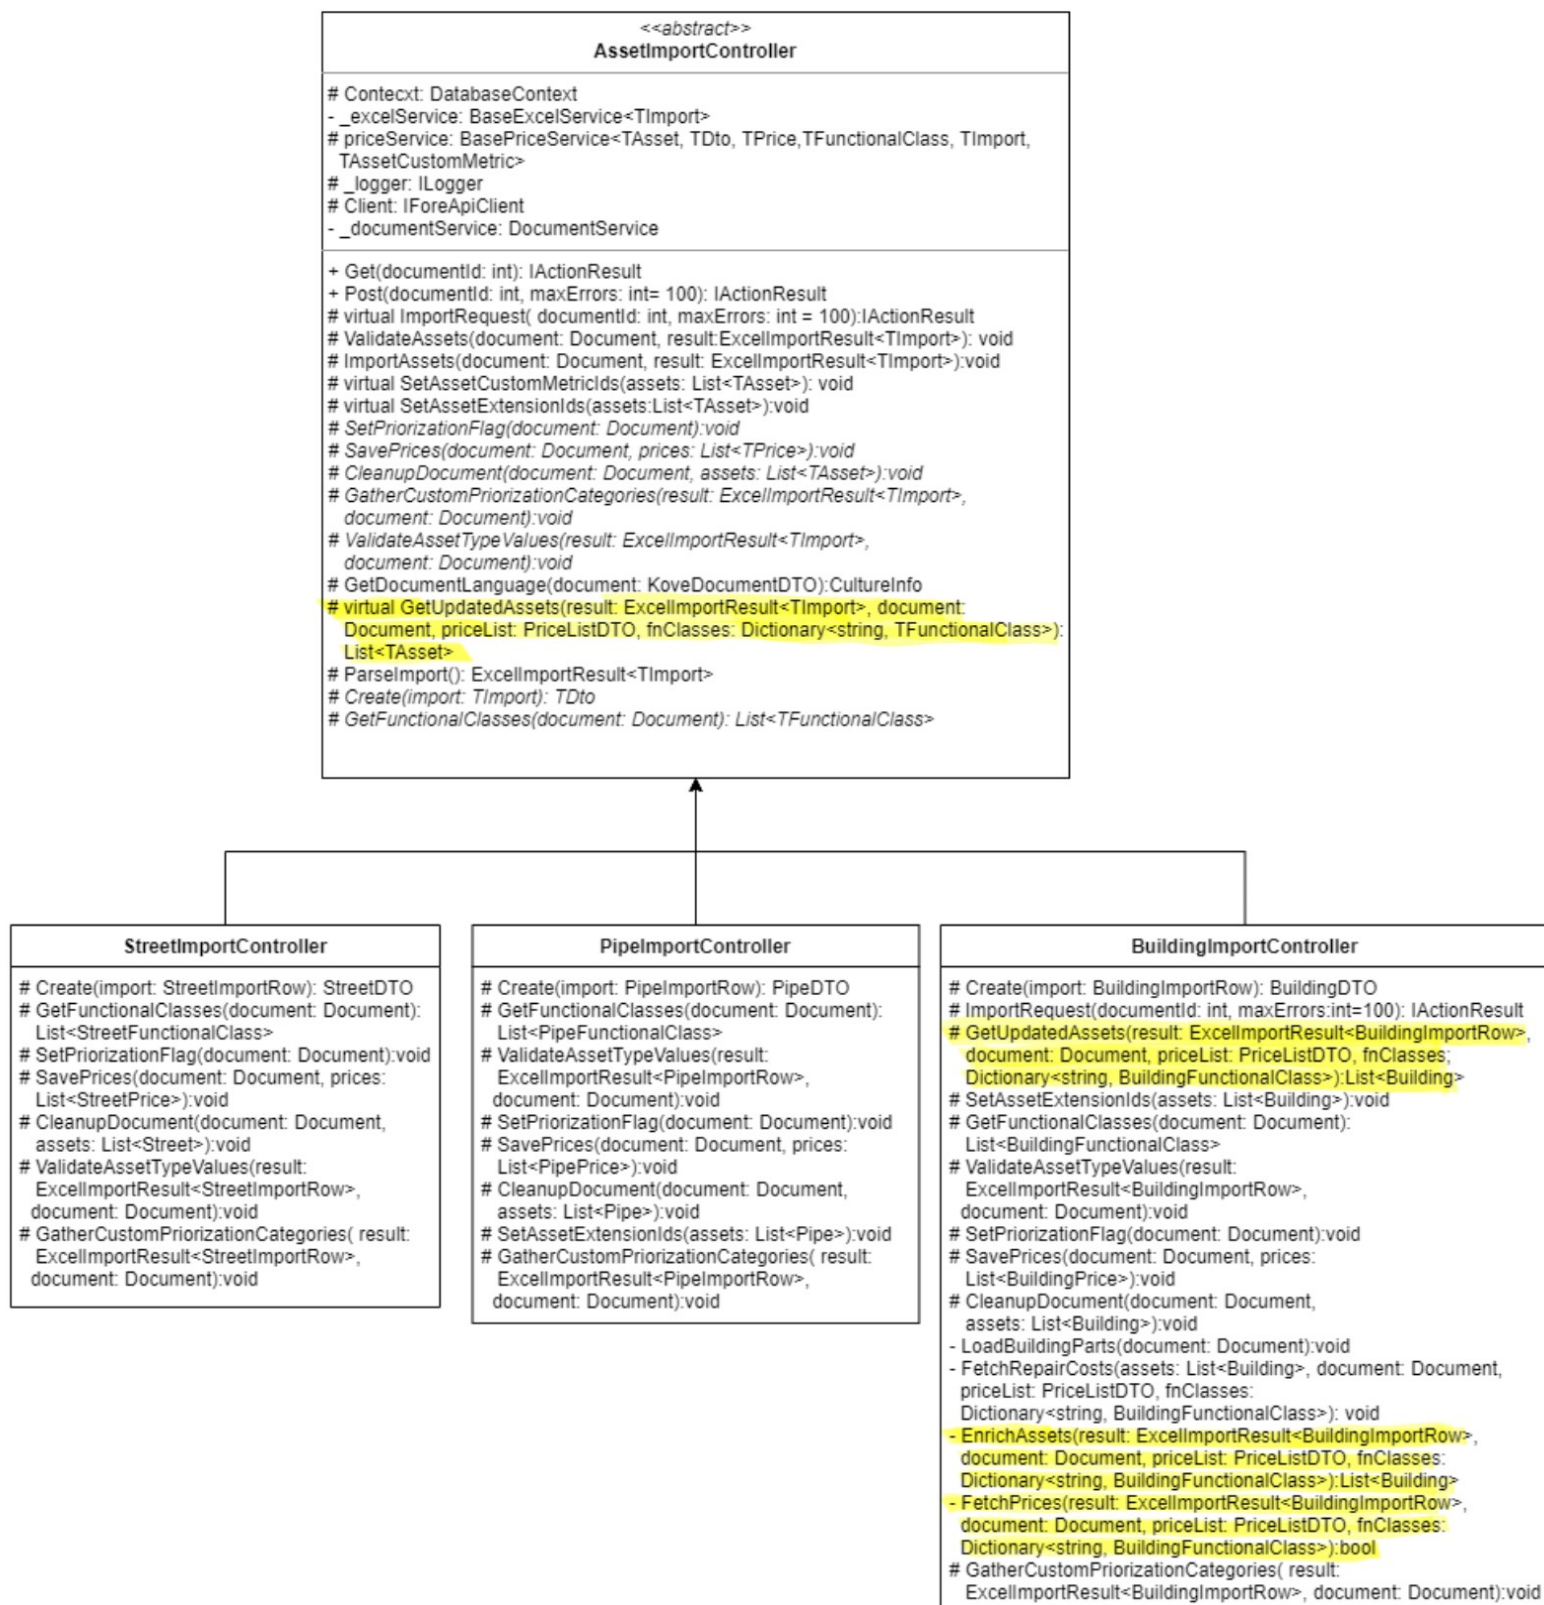 <<abstract>>
AssetImportController
# Contecxt: DatabaseContext
- _excelService: BaseExcelService<TImport>
# priceService: BasePriceService<TAsset, TDto, TPrice,TFunctionalClass, TImport,
TAssetCustomMetric>
# _logger: ILogger
# Client: IForeApiClient
- _documentService: DocumentService
+ Get(documentId: int): IActionResult
+ Post(documentId: int, maxErrors: int= 100): IActionResult
# virtual ImportRequest( documentId: int, maxErrors: int = 100):IActionResult
# ValidateAssets(document: Document, result:ExcelImportResult<TImport>): void
# ImportAssets(document: Document, result: ExcelImportResult<TImport>):void
# virtual SetAssetCustomMetricIds(assets: List<TAsset>): void
# virtual SetAssetExtensionIds(assets:List<TAsset>):void
# SetPriorizationFlag(document: Document):void
# SavePrices(document: Document, prices: List<TPrice>):void
# CleanupDocument(document: Document, assets: List<TAsset>):void
# GatherCustomPriorizationCategories(result: ExcelImportResult<TImport>,
document: Document):void
# ValidateAssetTypeValues(result: ExcelImportResult<TImport>,
document: Document):void
# GetDocumentLanguage(document: KoveDocumentDTO):CultureInfo
# virtual GetUpdatedAssets(result: ExcelImportResult<TImport>, document:
Document, priceList: PriceListDTO, fnClasses: Dictionary<string, TFunctionalClass>):
List<TAsset>
# ParseImport(): ExcelImportResult<TImport>
# Create(import: TImport): TDto
# GetFunctionalClasses(document: Document): List<TFunctionalClass>
StreetImportController
# Create(import: StreetImportRow): StreetDTO
# GetFunctionalClasses(document: Document):
List<StreetFunctionalClass>
# SetPriorizationFlag(document: Document):void
# SavePrices(document: Document, prices:
List<StreetPrice>):void
# CleanupDocument(document: Document,
assets: List<Street>):void
# ValidateAssetTypeValues(result:
ExcelImportResult<StreetImportRow>,
document: Document):void
# GatherCustomPriorizationCategories( result:
ExcelImportResult<StreetImportRow>,
document: Document):void
PipeImportController
# Create(import: PipeImportRow): PipeDTO
# GetFunctionalClasses(document: Document):
List<PipeFunctionalClass>
# ValidateAssetTypeValues(result:
ExcelImportResult<PipeImportRow>,
document: Document):void
# SetPriorizationFlag(document: Document):void
# SavePrices(document: Document, prices:
List<PipePrice>):void
# CleanupDocument(document: Document,
assets: List<Pipe>):void
# SetAssetExtensionIds(assets: List<Pipe>):void
# GatherCustomPriorizationCategories( result:
ExcelImportResult<PipeImportRow>,
document: Document):void
BuildingImportController
# Create(import: BuildingImportRow): BuildingDTO
# ImportRequest(documentId: int, maxErrors:int=100): IActionResult
# GetUpdatedAssets(result: ExcelImportResult<BuildingImportRow>,
document: Document, priceList: PriceListDTO, fnClasses;
Dictionary<string, BuildingFunctionalClass>):List<Building>
# SetAssetExtensionIds(assets: List<Building>):void
# GetFunctionalClasses(document: Document):
List<BuildingFunctionalClass>
# ValidateAssetTypeValues(result:
ExcelImportResult<BuildingImportRow>,
document: Document):void
# SetPriorizationFlag(document: Document):void
# SavePrices(document: Document, prices:
List<BuildingPrice>):void
# CleanupDocument(document: Document,
assets: List<Building>):void
- LoadBuildingParts(document: Document):void
- FetchRepairCosts(assets: List<Building>, document: Document,
priceList: PriceListDTO, fnClasses:
Dictionary<string, BuildingFunctionalClass>): void
- EnrichAssets(result: ExcelImportResult<BuildingImportRow>,
document: Document, priceList: PriceListDTO, fnClasses:
Dictionary<string, BuildingFunctionalClass>):List<Building>
- FetchPrices(result: ExcelImportResult<BuildingImportRow>,
document: Document, priceList: PriceListDTO, fnClasses:
Dictionary<string, BuildingFunctionalClass>):bool
# GatherCustomPriorizationCategories( result:
ExcelImportResult<BuildingImportRow>, document: Document):void